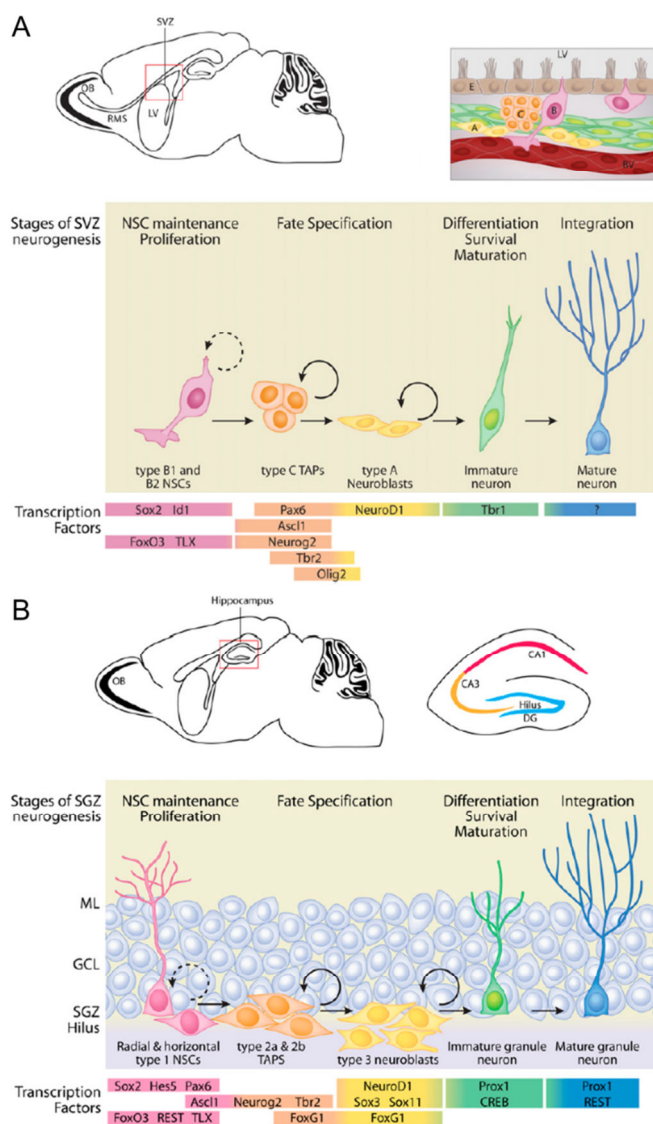 A
SVZ
OB
RMS
LV
LV
E
C
B
A
BV
Stages of SVZ neurogenesis
NSC maintenance Proliferation
Fate Specification
Differentiation Survival Maturation
Integration
type B1 and B2 NSCs
type C TAPs
type A Neuroblasts
Immature neuron
Mature neuron
Transcription Factors
Sox2 Id1
Pax6
NeuroD1
Tbr1
?
Ascl1
FoxO3 TLX
Neurog2
Tbr2
Olig2
B
Hippocampus
OB
CA1
CA3
Hilus
DG
Stages of SGZ neurogenesis
NSC maintenance Proliferation
Fate Specification
Differentiation Survival Maturation
Integration
ML
GCL
SGZ
Hilus
Radial & horizontal type 1 NSCs
type 2a & 2b TAPS
type 3 neuroblasts
Immature granule neuron
Mature granule neuron
Transcription Factors
Sox2 Hes5 Pax6
NeuroD1
Prox1
Prox1
Ascl1
Neurog2 Tbr2
Sox3 Sox11
CREB
REST
FoxO3 REST TLX
FoxG1
FoxG1